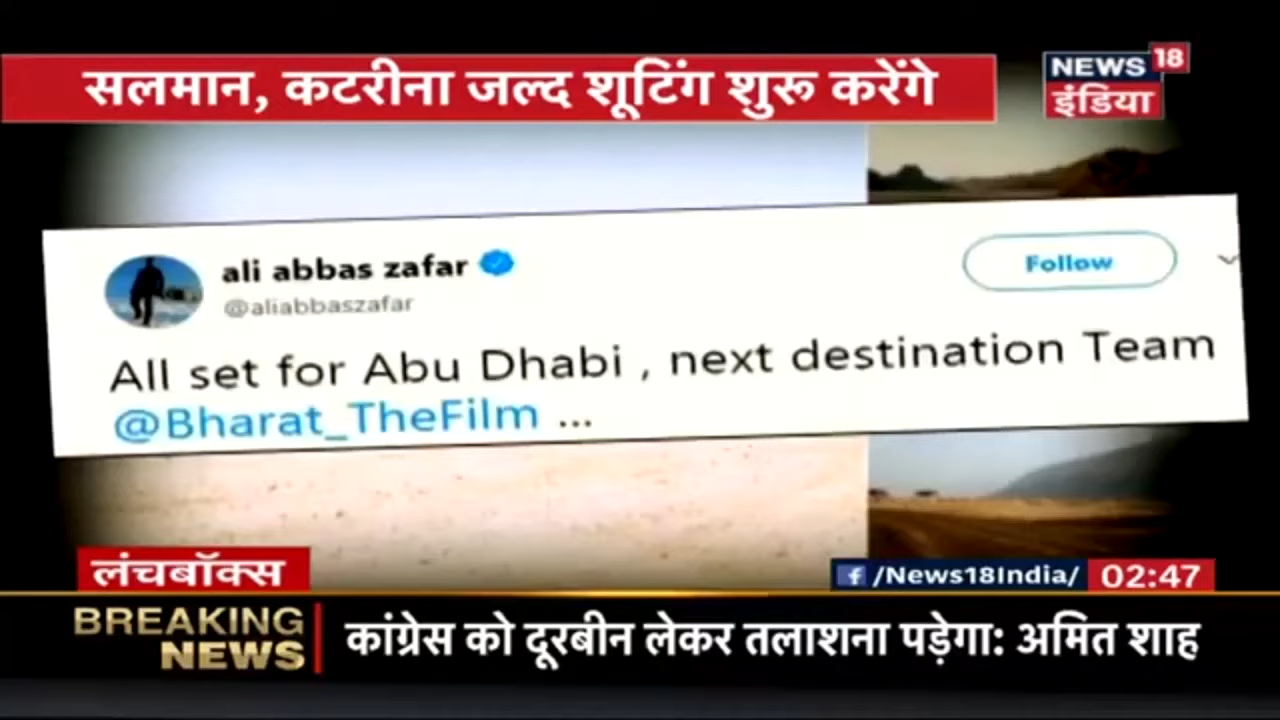 सलमान, कटरीना जल्द शूटिंग शुरू करेंगे
NEWS 18
इंडिया
ali abbas zafar
@aliabbaszafar
Follow
All set for Abu Dhabi , next destination Team
@Bharat_TheFilm ...
लंचबॉक्स
f /News18India/ 02:47
BREAKING
NEWS
कांग्रेस को दूरबीन लेकर तलाशना पड़ेगा: अमित शाह